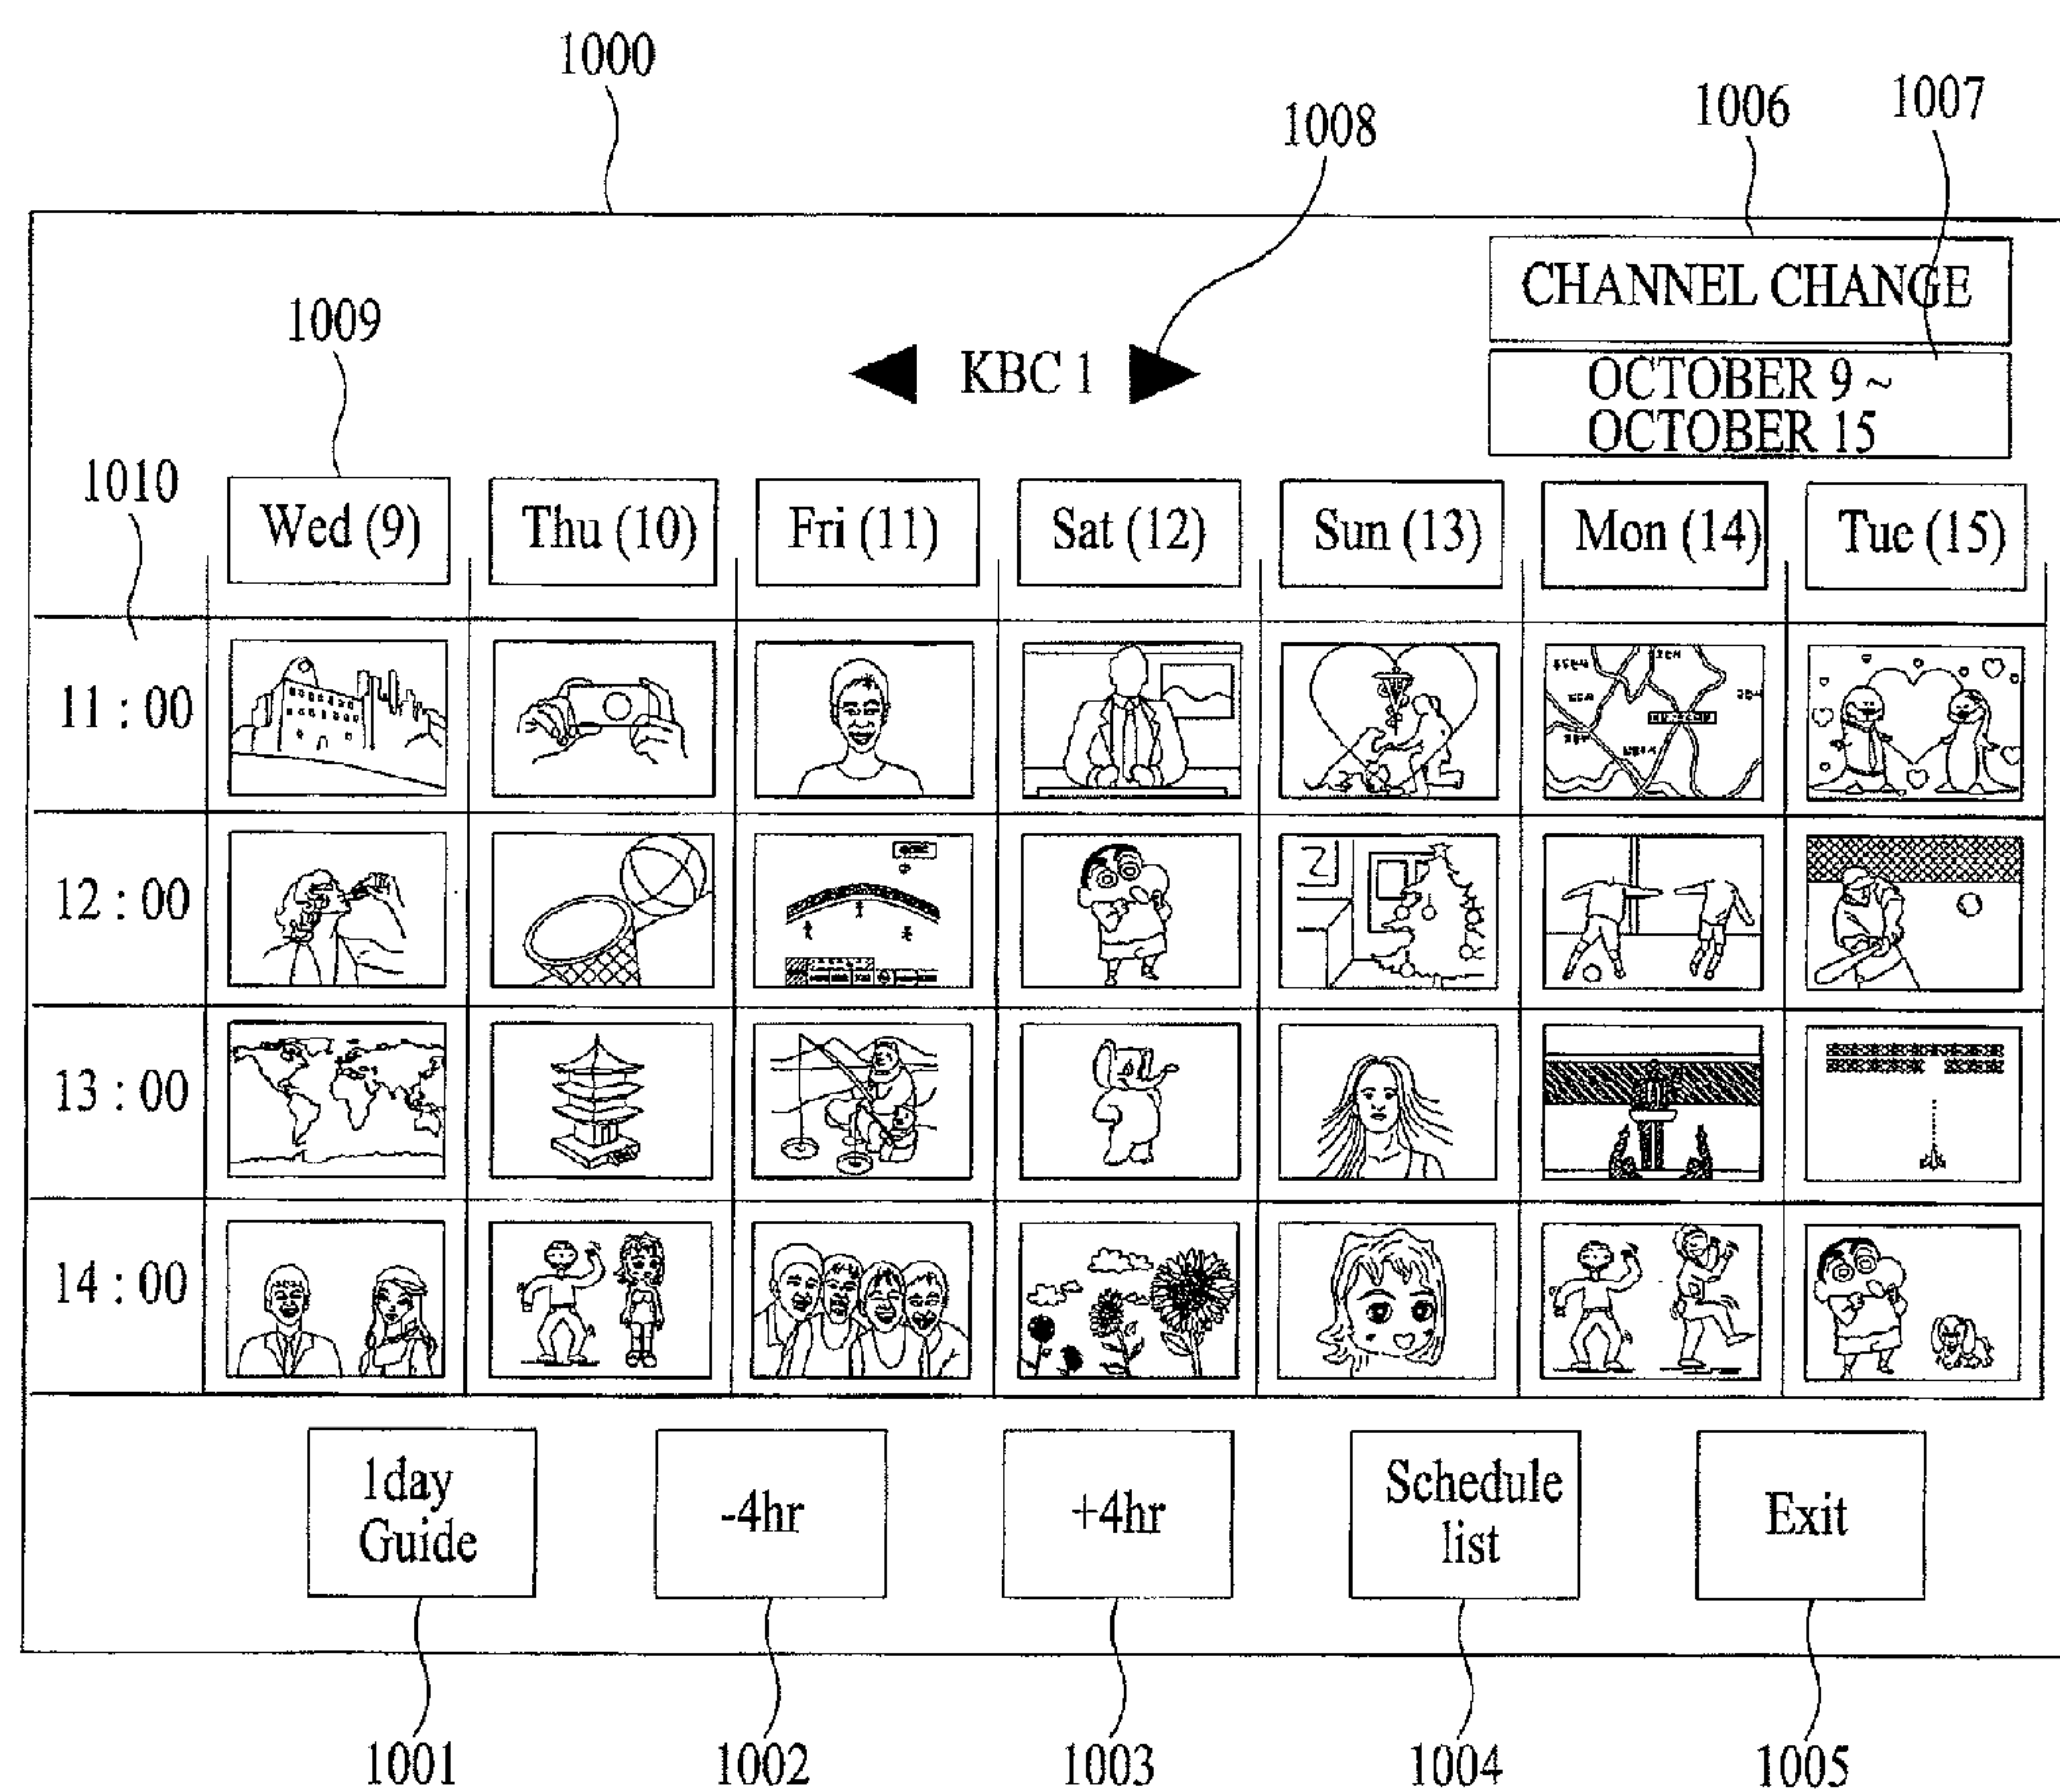 1000
1008
1006
1007
CHANNEL CHANGE
1009
KBC 1
OCTOBER 9 ~
OCTOBER 15
1010
Wed (9) Thu (10) Fri (11) Sat (12) Sun (13) Mon (14) Tue (15)
11 : 00
12 : 00
13 : 00
14 : 00
1day
Guide
-4hr
+4hr
Schedule
list
Exit
1001
1002
1003
1004
1005